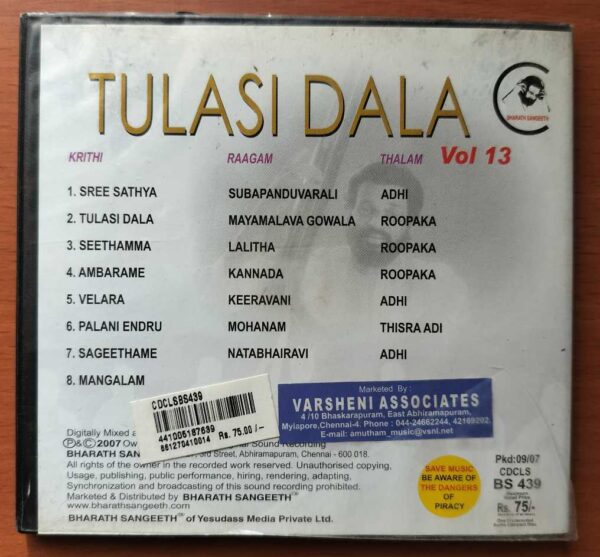 TULASI DALA
BHARATH SANGEETH
KRITHI RAAGAM THALAM Vol 13
1. SREE SATHYA SUBAPANDUVARALI ADHI
2. TULASI DALA MAYAMALAVA GOWALA ROOPAKA
3. SEETHAMMA LALITHA ROOPAKA
4. AMBARAME KANNADA ROOPAKA
5. VELARA KEERAVANI ADHI
6. PALANI ENDRU MOHANAM THISRA ADI
7. SAGEETHAME NATABHAIRAVI ADHI
8. MANGALAM
CDCLSBS439
441005187639
661270410014 Rs. 75.00 /-
Marketed By :
VARSHENI ASSOCIATES
4 /10 Bhaskarapuram, East Abhiramapuram,
Mylapore,Chennai-4. Phone : 044-24662244, 42169202.
E-mail: amutham_music@vsnl.net
Digitally Mixed
℗&© 2007 Sound Recording
BHARATH Street, Abhiramapuram, Chennai - 600 018.
All rights of the owner in the recorded work reserved. Unauthorised copying,
Usage, publishing, public performance, hiring, rendering, adapting,
Synchronization and broadcasting of this sound recording prohibited.
Marketed & Distributed by BHARATH SANGEETH™
www.bharathsangeeth.com
BHARATH SANGEETH™ of Yesudass Media Private Ltd.
SAVE MUSIC
BE AWARE OF
THE DANGERS
OF
PIRACY
Pkd:09/07
CDCLS
BS 439
Rs. 75/-